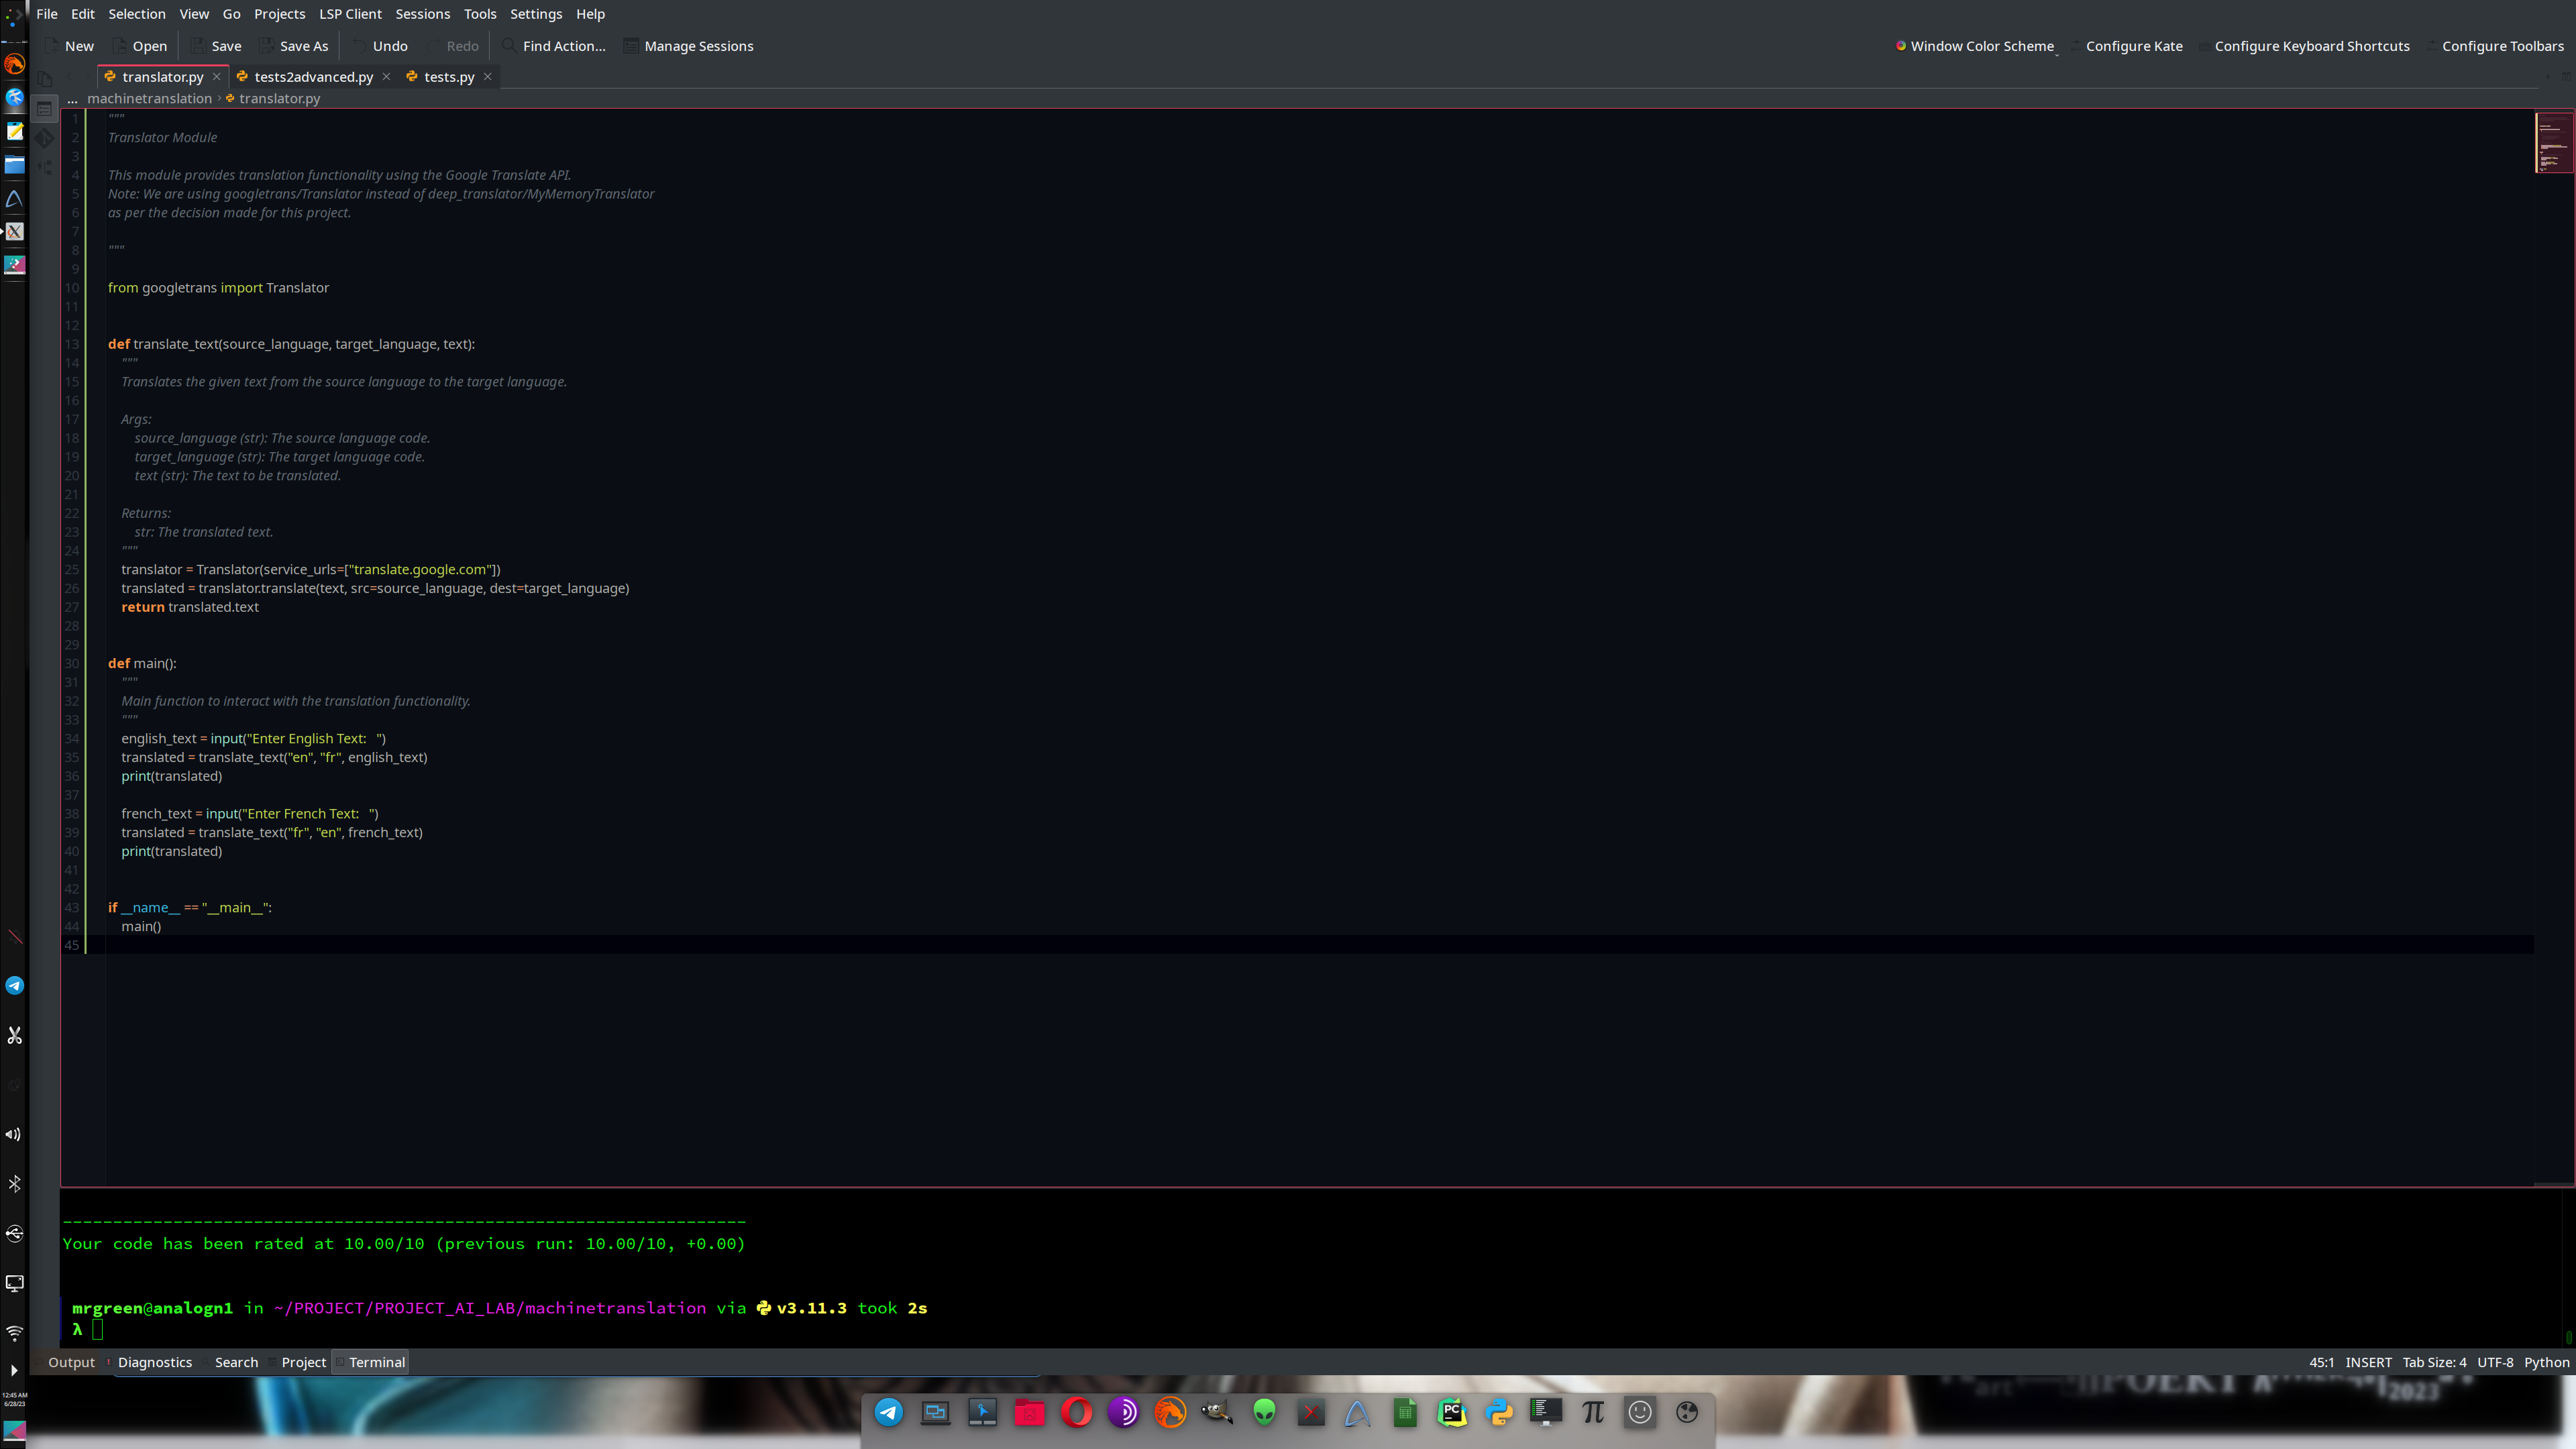 File Edit Selection View Go Projects LSP Client Sessions Tools Settings Help
New Open Save Save As Undo Redo Find Action... Manage Sessions Window Color Scheme Configure Kate Configure Keyboard Shortcuts Configure Toolbars
translator.py tests2advanced.py tests.py
... machinetranslation › translator.py
1 """
2 Translator Module
3
4 This module provides translation functionality using the Google Translate API.
5 Note: We are using googletrans/Translator instead of deep_translator/MyMemoryTranslator
6 as per the decision made for this project.
7
8 """
9
10 from googletrans import Translator
11
12
13 def translate_text(source_language, target_language, text):
14 """
15 Translates the given text from the source language to the target language.
16
17 Args:
18 source_language (str): The source language code.
19 target_language (str): The target language code.
20 text (str): The text to be translated.
21
22 Returns:
23 str: The translated text.
24 """
25 translator = Translator(service_urls=["translate.google.com"])
26 translated = translator.translate(text, src=source_language, dest=target_language)
27 return translated.text
28
29
30 def main():
31 """
32 Main function to interact with the translation functionality.
33 """
34 english_text = input("Enter English Text:   ")
35 translated = translate_text("en", "fr", english_text)
36 print(translated)
37
38 french_text = input("Enter French Text:   ")
39 translated = translate_text("fr", "en", french_text)
40 print(translated)
41
42
43 if __name__ == "__main__":
44 main()
45
--------------------------------------------------------------------
Your code has been rated at 10.00/10 (previous run: 10.00/10, +0.00)
mrgreen@analogn1 in ~/PROJECT/PROJECT_AI_LAB/machinetranslation via v3.11.3 took 2s
λ
Output Diagnostics Search Project Terminal 45:1 INSERT Tab Size: 4 UTF-8 Python
12:45 AM
6/28/23
art 2023
PC π